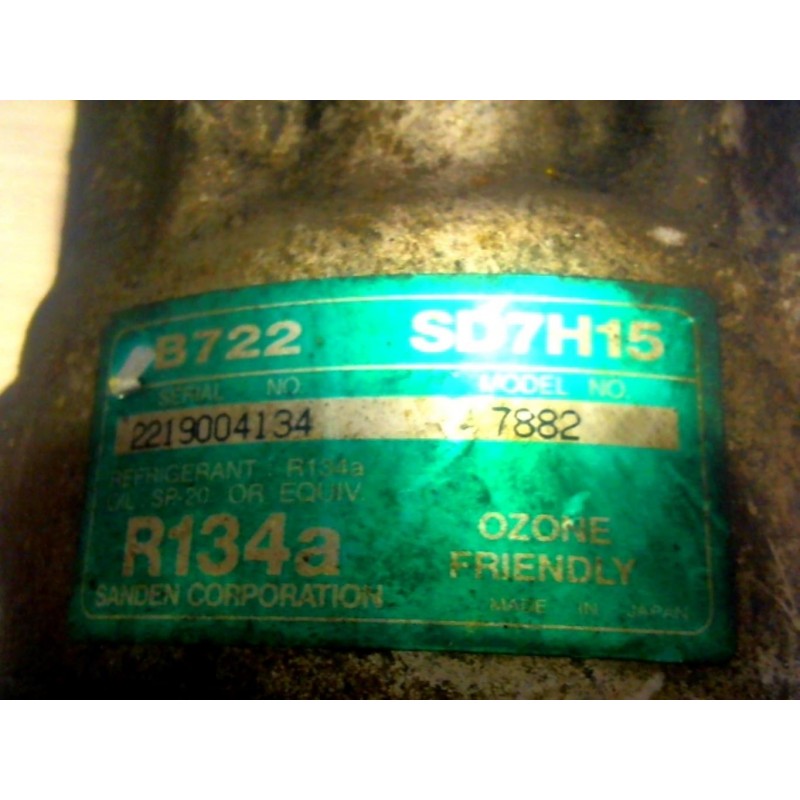 B722 SD7H15
SERIAL NO. MODEL NO.
2219004134 7882
REFRIGERANT : R134a
OIL SP-20 OR EQUIV.
R134a OZONE
FRIENDLY
SANDEN CORPORATION
MADE IN JAPAN